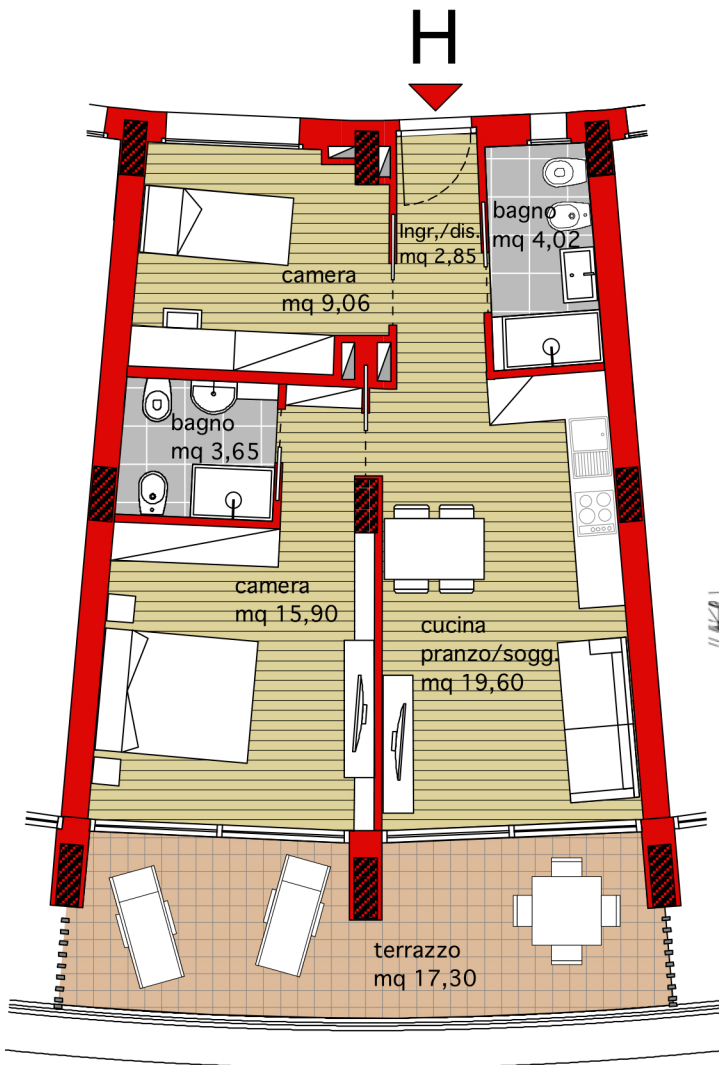 H
Ingr,/dis.
mq 2,85
bagno
mq 4,02
camera
mq 9,06
bagno
mq 3,65
camera
mq 15,90
cucina
pranzo/sogg.
mq 19,60
terrazzo
mq 17,30